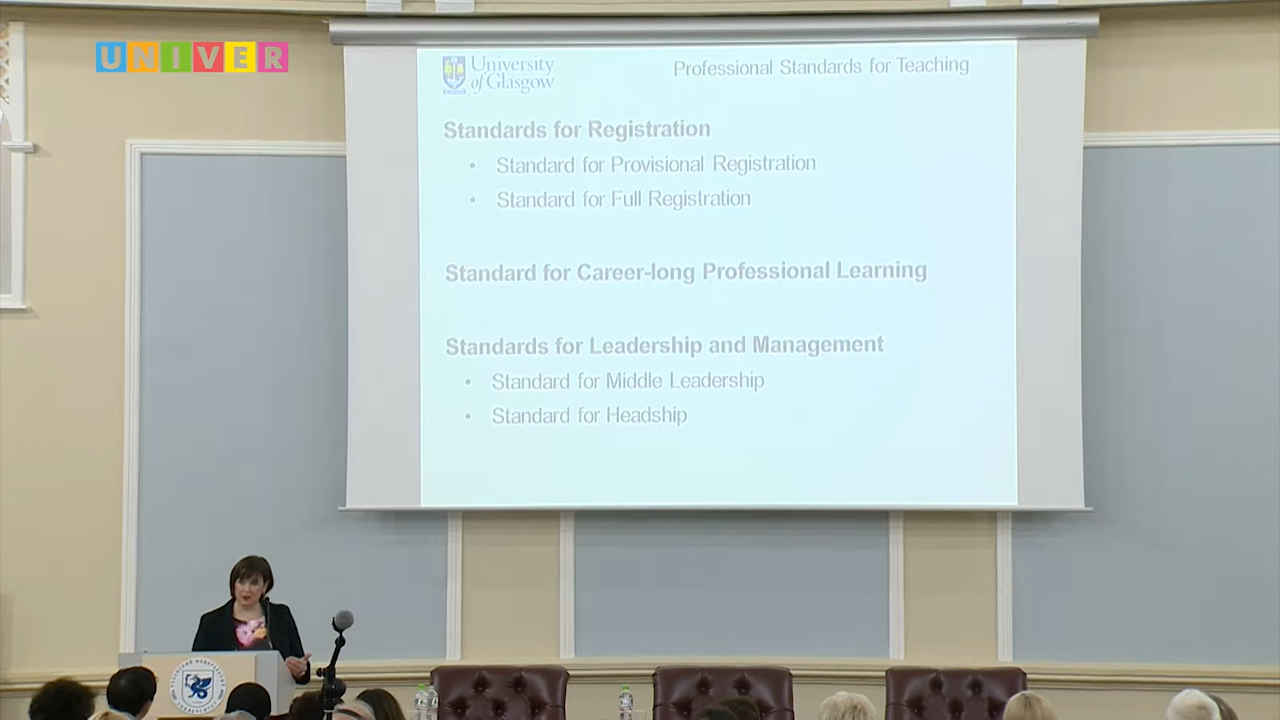 UNIVER
University
of Glasgow
Professional Standards for Teaching
Standards for Registration
• Standard for Provisional Registration
• Standard for Full Registration
Standard for Career-long Professional Learning
Standards for Leadership and Management
• Standard for Middle Leadership
• Standard for Headship